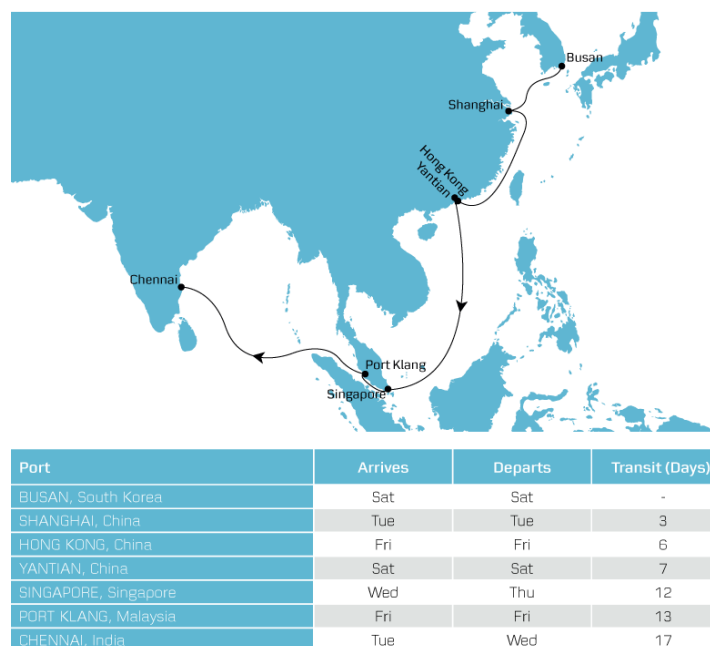 Busan
Shanghai
Hong Kong
Yantian
Chennai
Port Klang
Singapore
Port Arrives Departs Transit (Days)
BUSAN, South Korea Sat Sat -
SHANGHAI, China Tue Tue 3
HONG KONG, China Fri Fri 6
YANTIAN, China Sat Sat 7
SINGAPORE, Singapore Wed Thu 12
PORT KLANG, Malaysia Fri Fri 13
CHENNAI, India Tue Wed 17